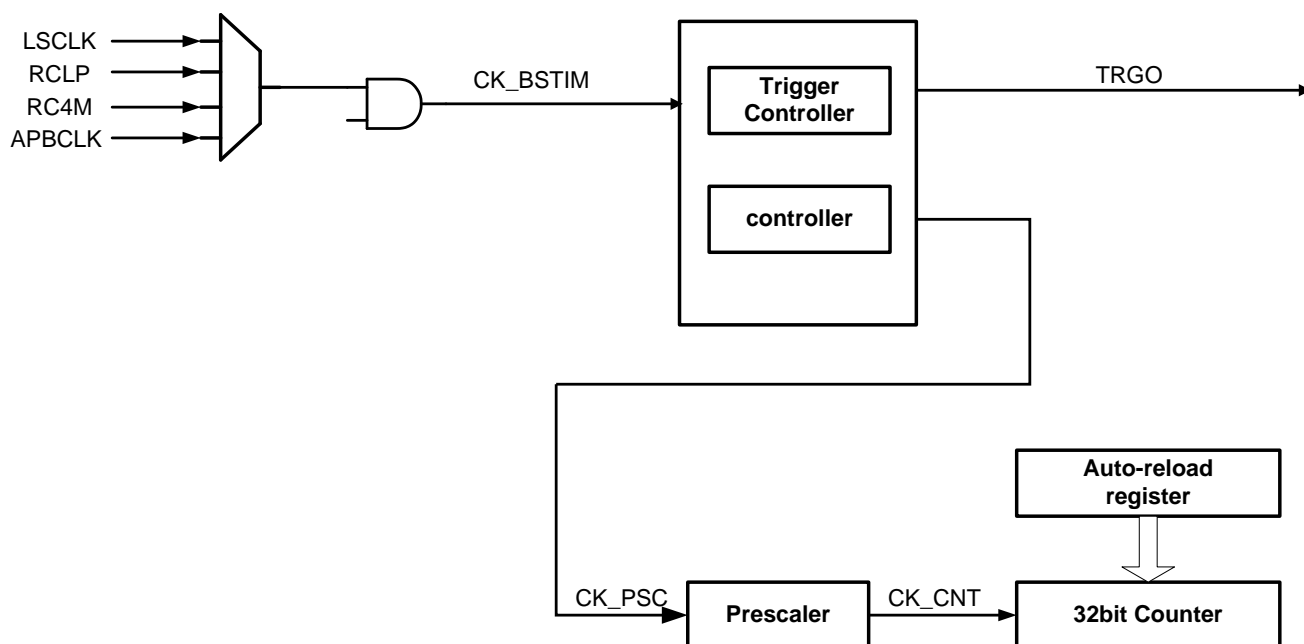 LSCLK
RCLP
RC4M
APBCLK
CK_BSTIM
Trigger
Controller
TRGO
controller
Auto-reload
register
CK_PSC
Prescaler
CK_CNT
32bit Counter